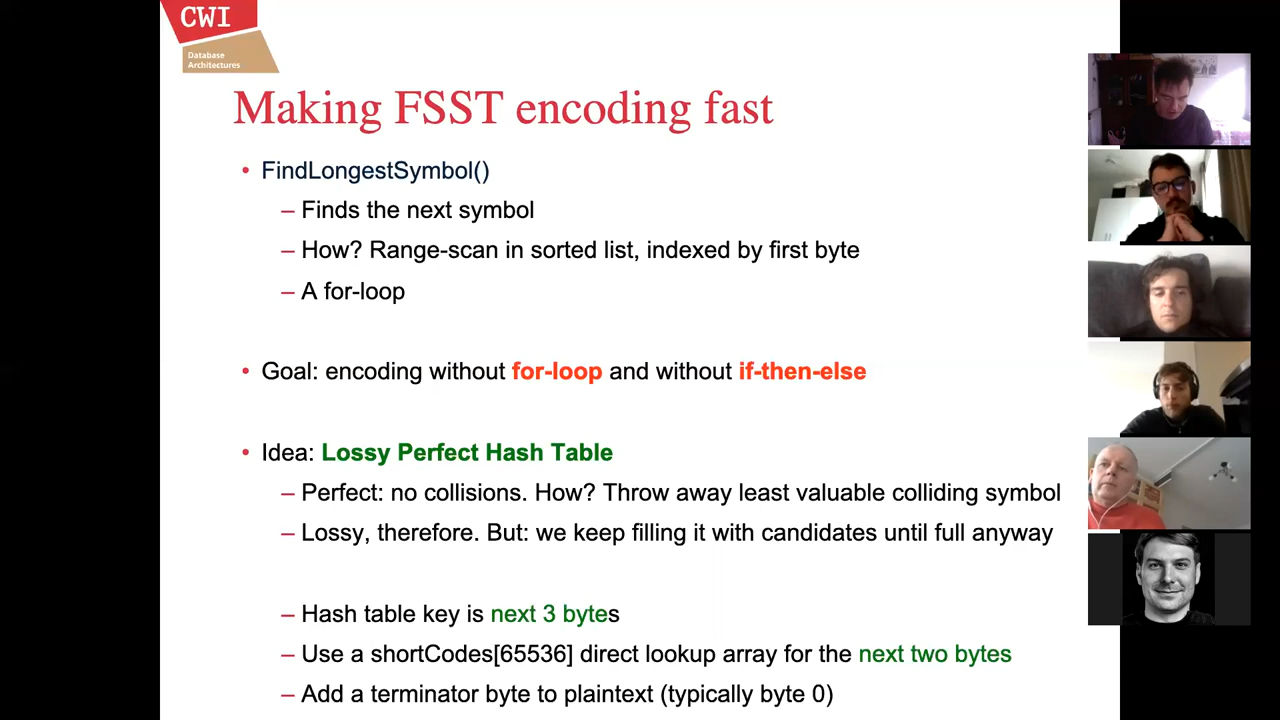 CWI
Database
Architectures
Making FSST encoding fast
• FindLongestSymbol()
– Finds the next symbol
– How? Range-scan in sorted list, indexed by first byte
– A for-loop
• Goal: encoding without for-loop and without if-then-else
• Idea: Lossy Perfect Hash Table
– Perfect: no collisions. How? Throw away least valuable colliding symbol
– Lossy, therefore. But: we keep filling it with candidates until full anyway
– Hash table key is next 3 bytes
– Use a shortCodes[65536] direct lookup array for the next two bytes
– Add a terminator byte to plaintext (typically byte 0)